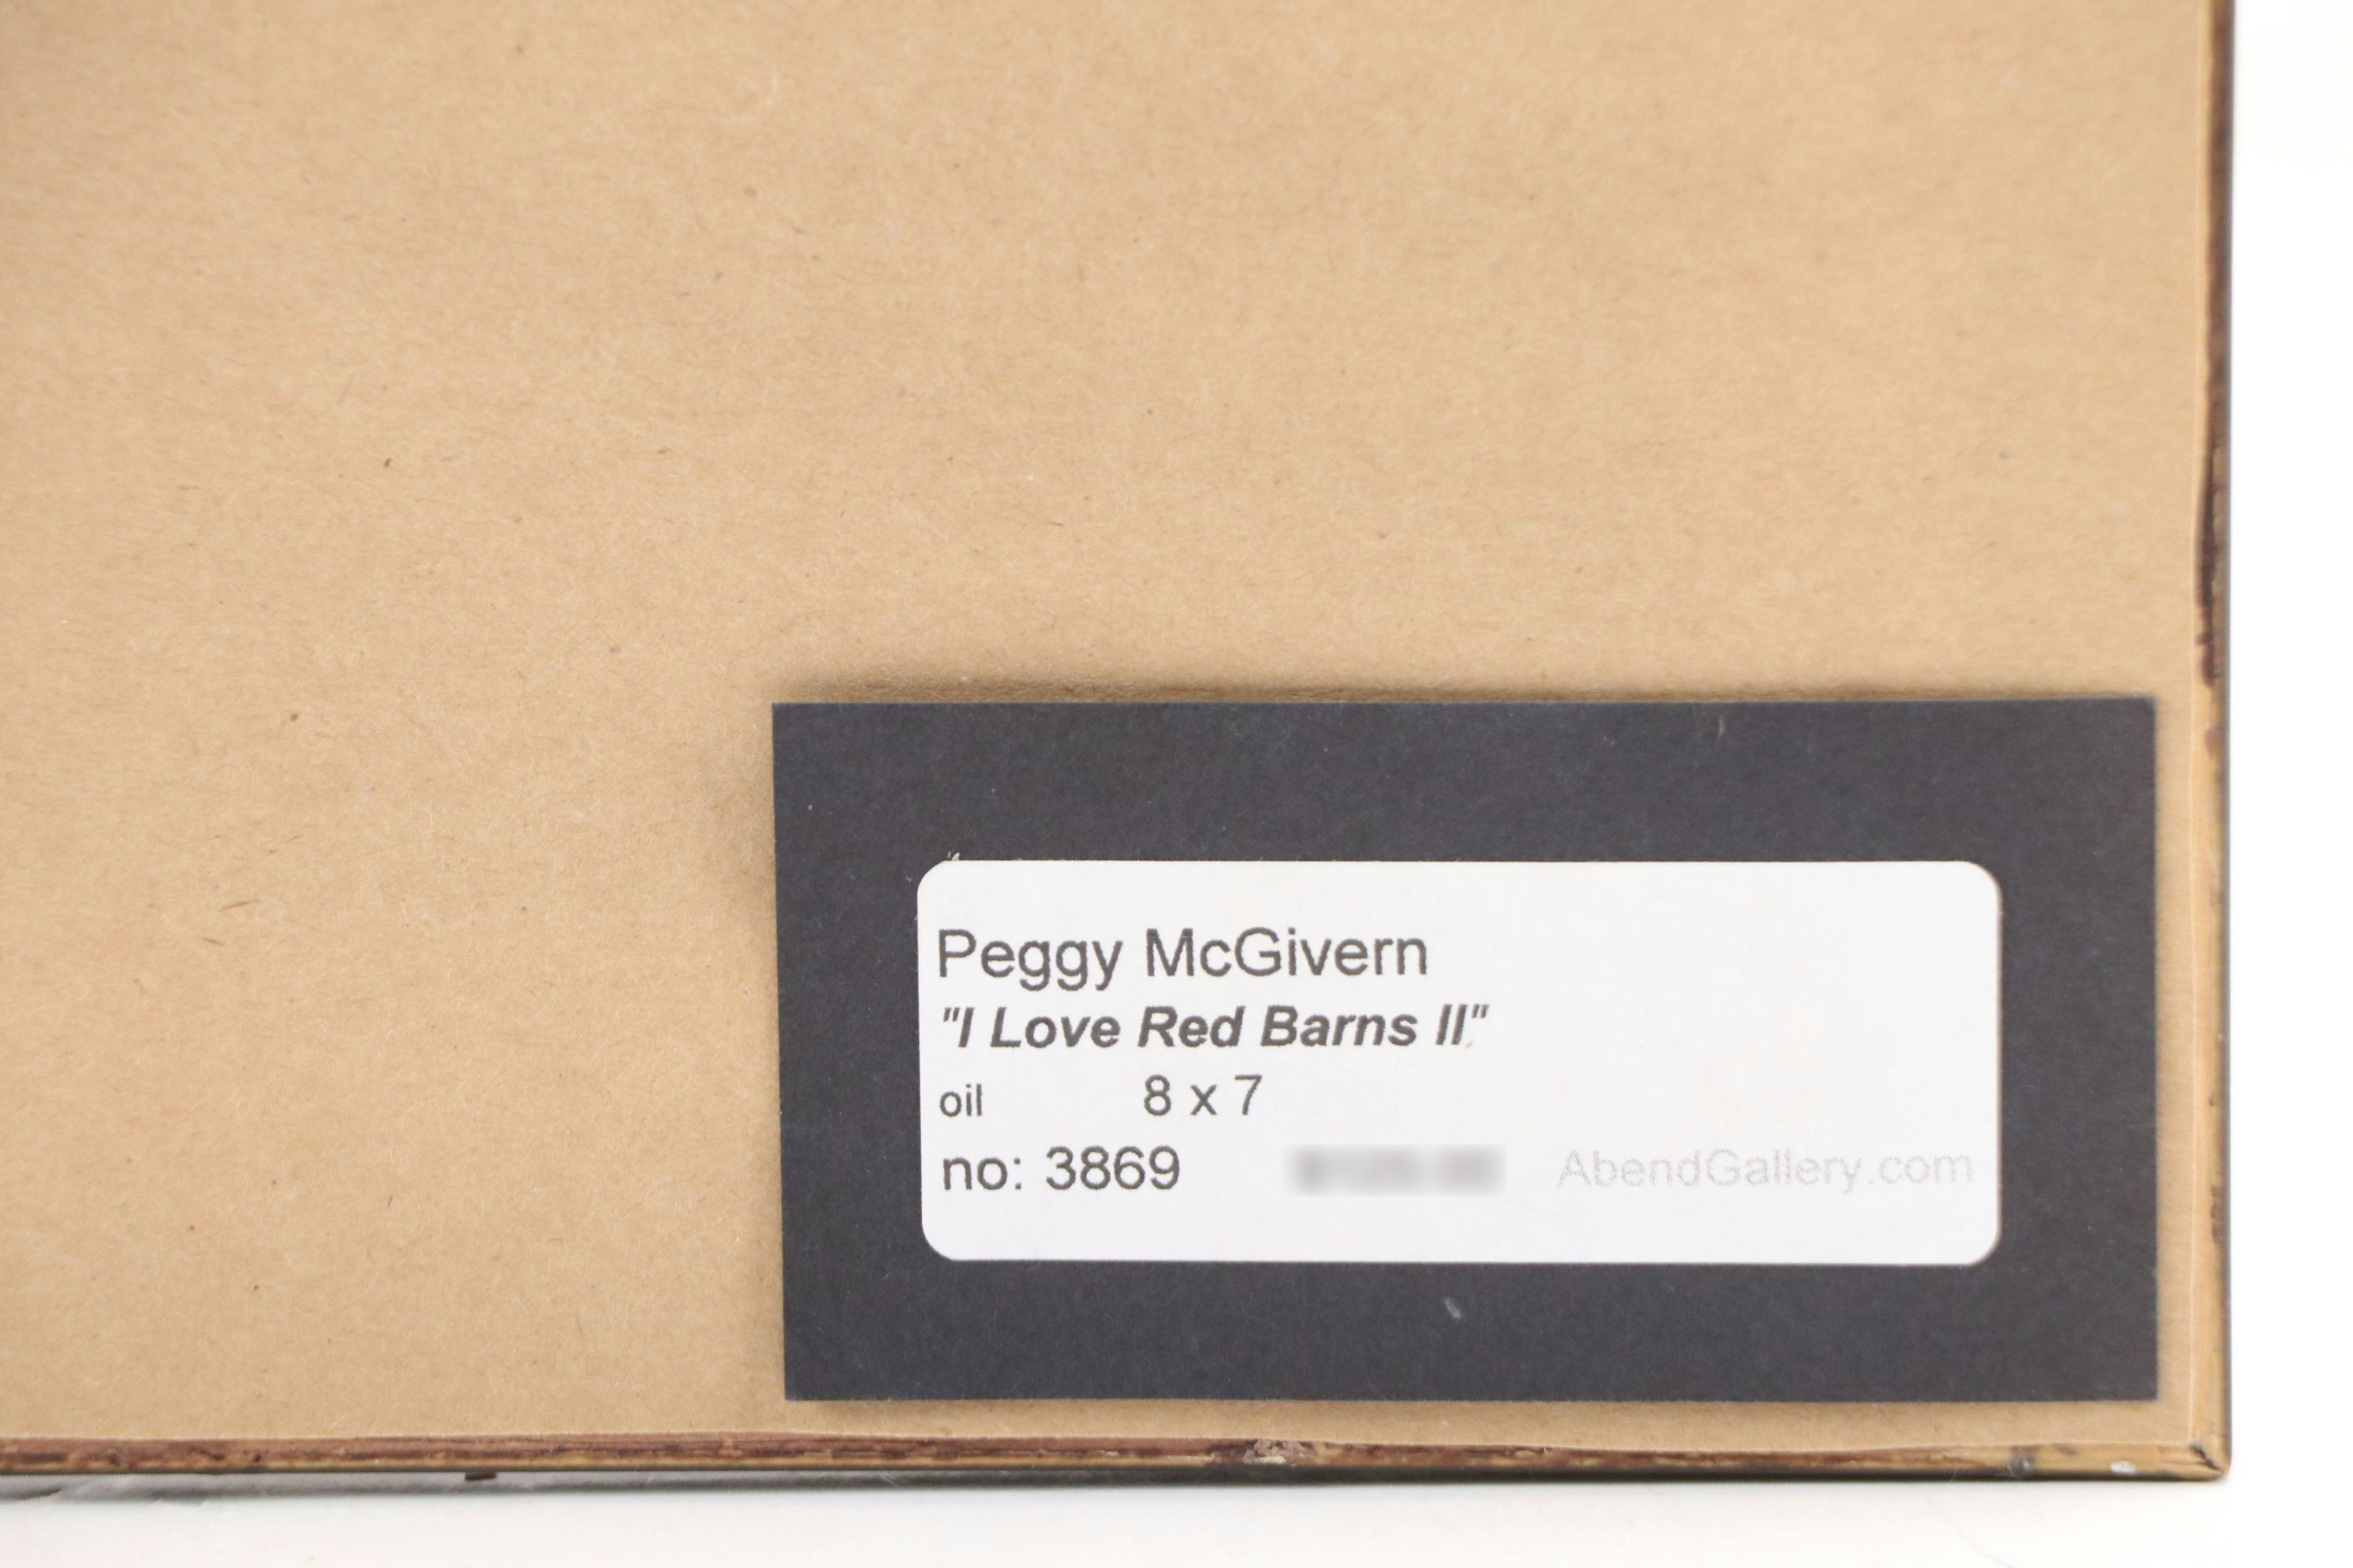 Peggy McGivern
"I Love Red Barns II"
oil 8 x 7
no: 3869 AbendGallery.com